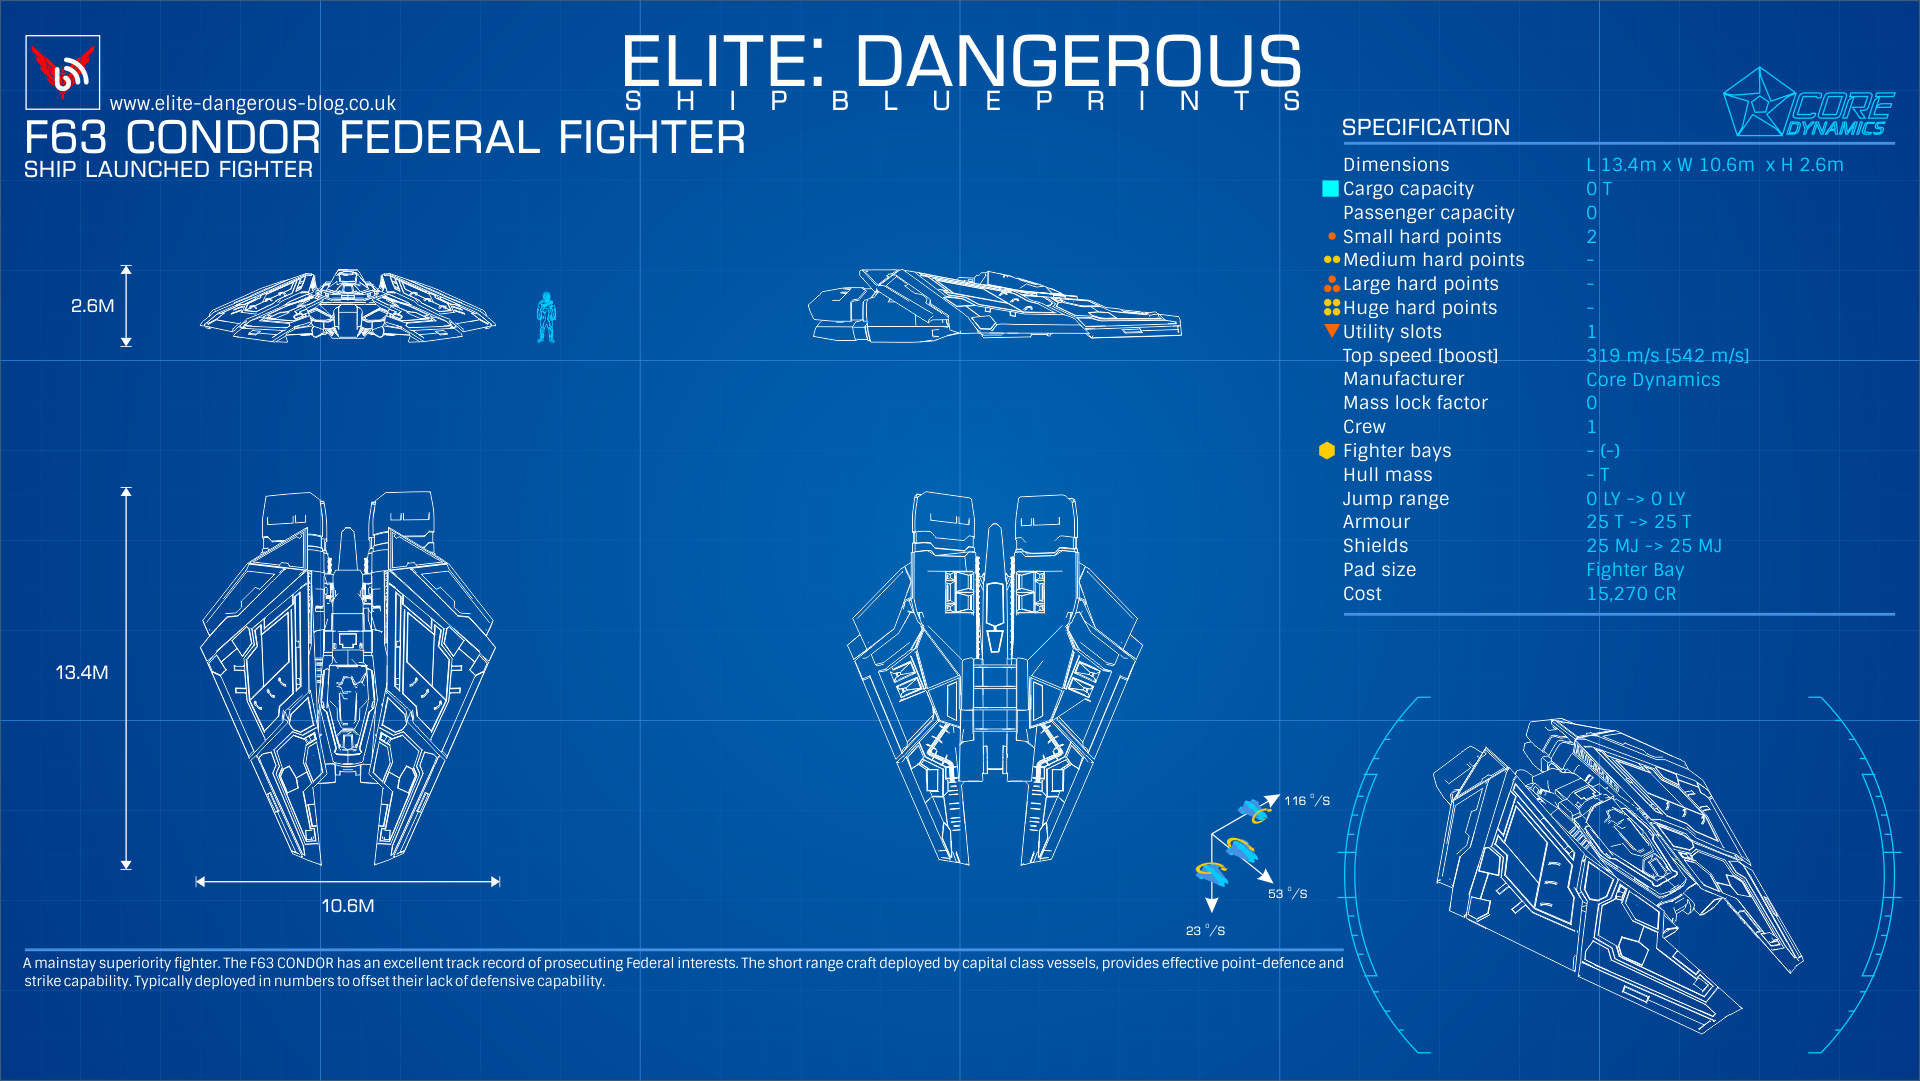 ELITE: DANGEROUS
SHIP BLUEPRINTS
www.elite-dangerous-blog.co.uk
F63 CONDOR FEDERAL FIGHTER
SHIP LAUNCHED FIGHTER
CORE
DYNAMICS
SPECIFICATION
Dimensions L 13.4m x W 10.6m x H 2.6m
Cargo capacity 0 T
Passenger capacity 0
Small hard points 2
Medium hard points -
Large hard points -
Huge hard points -
Utility slots 1
Top speed [boost] 319 m/s [542 m/s]
Manufacturer Core Dynamics
Mass lock factor 0
Crew 1
Fighter bays - (-)
Hull mass - T
Jump range 0 LY -> 0 LY
Armour 25 T -> 25 T
Shields 25 MJ -> 25 MJ
Pad size Fighter Bay
Cost 15,270 CR
2.6M
13.4M
10.6M
116 °/S
53 °/S
23 °/S
A mainstay superiority fighter. The F63 CONDOR has an excellent track record of prosecuting Federal interests. The short range craft deployed by capital class vessels, provides effective point-defence and
strike capability. Typically deployed in numbers to offset their lack of defensive capability.